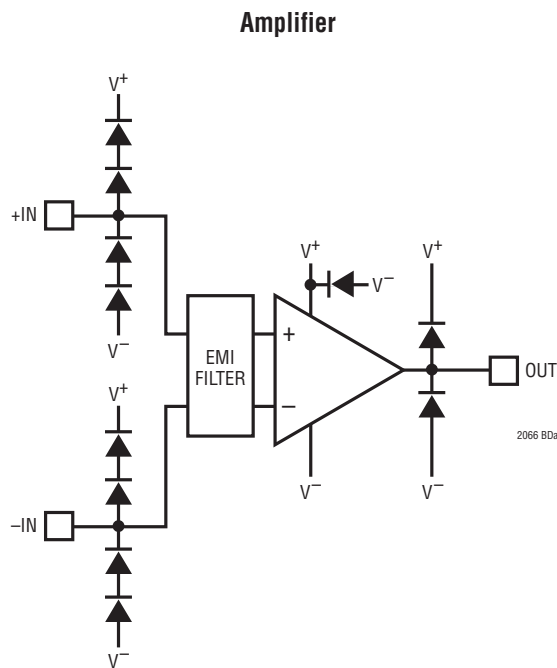 Amplifier
V+
+IN
V+
V+
V–
V–
EMI
FILTER
+
–
OUT
V+
2066 BDa
V–
V–
–IN
V–